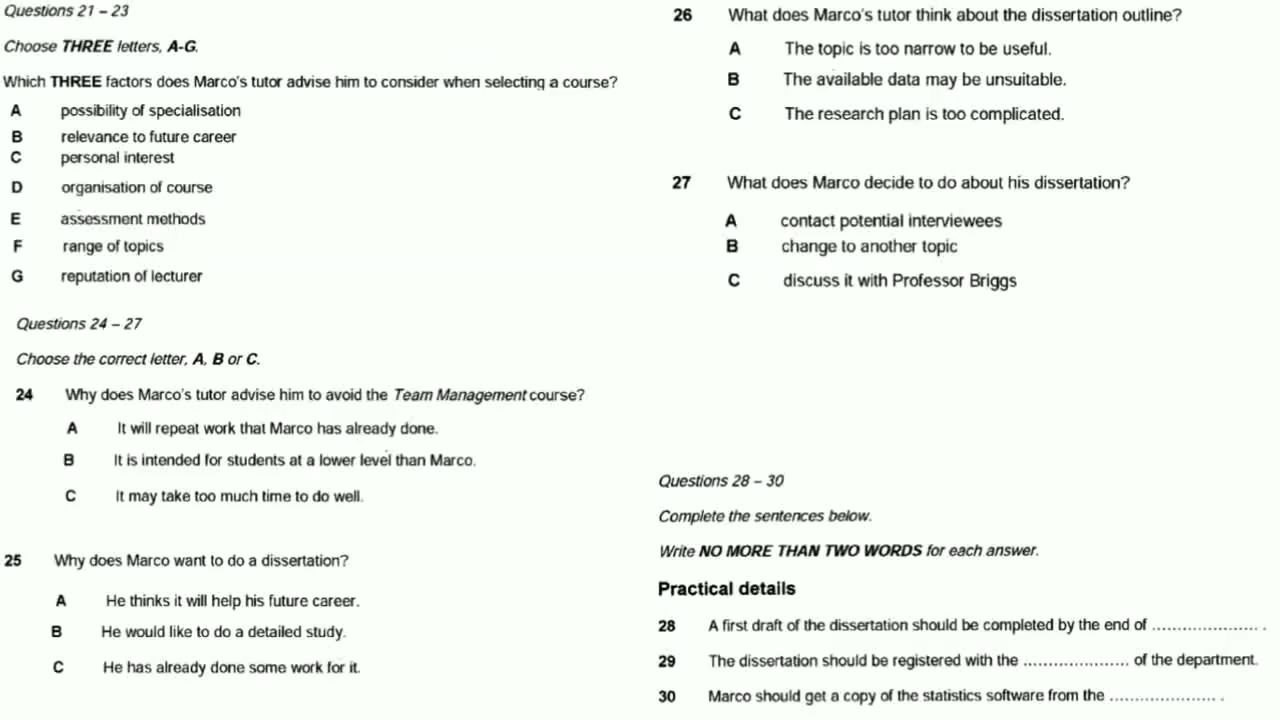 Questions 21 – 23
Choose THREE letters, A-G.
Which THREE factors does Marco's tutor advise him to consider when selecting a course?
A possibility of specialisation
B relevance to future career
C personal interest
D organisation of course
E assessment methods
F range of topics
G reputation of lecturer
Questions 24 – 27
Choose the correct letter, A, B or C.
24 Why does Marco's tutor advise him to avoid the Team Management course?
A It will repeat work that Marco has already done.
B It is intended for students at a lower level than Marco.
C It may take too much time to do well.
25 Why does Marco want to do a dissertation?
A He thinks it will help his future career.
B He would like to do a detailed study.
C He has already done some work for it.
26 What does Marco's tutor think about the dissertation outline?
A The topic is too narrow to be useful.
B The available data may be unsuitable.
C The research plan is too complicated.
27 What does Marco decide to do about his dissertation?
A contact potential interviewees
B change to another topic
C discuss it with Professor Briggs
Questions 28 – 30
Complete the sentences below.
Write NO MORE THAN TWO WORDS for each answer.
Practical details
28 A first draft of the dissertation should be completed by the end of ..................... .
29 The dissertation should be registered with the .................... of the department.
30 Marco should get a copy of the statistics software from the ..................... .